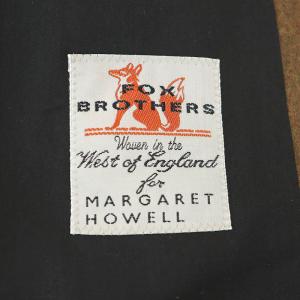 FOX
BROTHERS
Woven in the
West of England
for
MARGARET
HOWELL